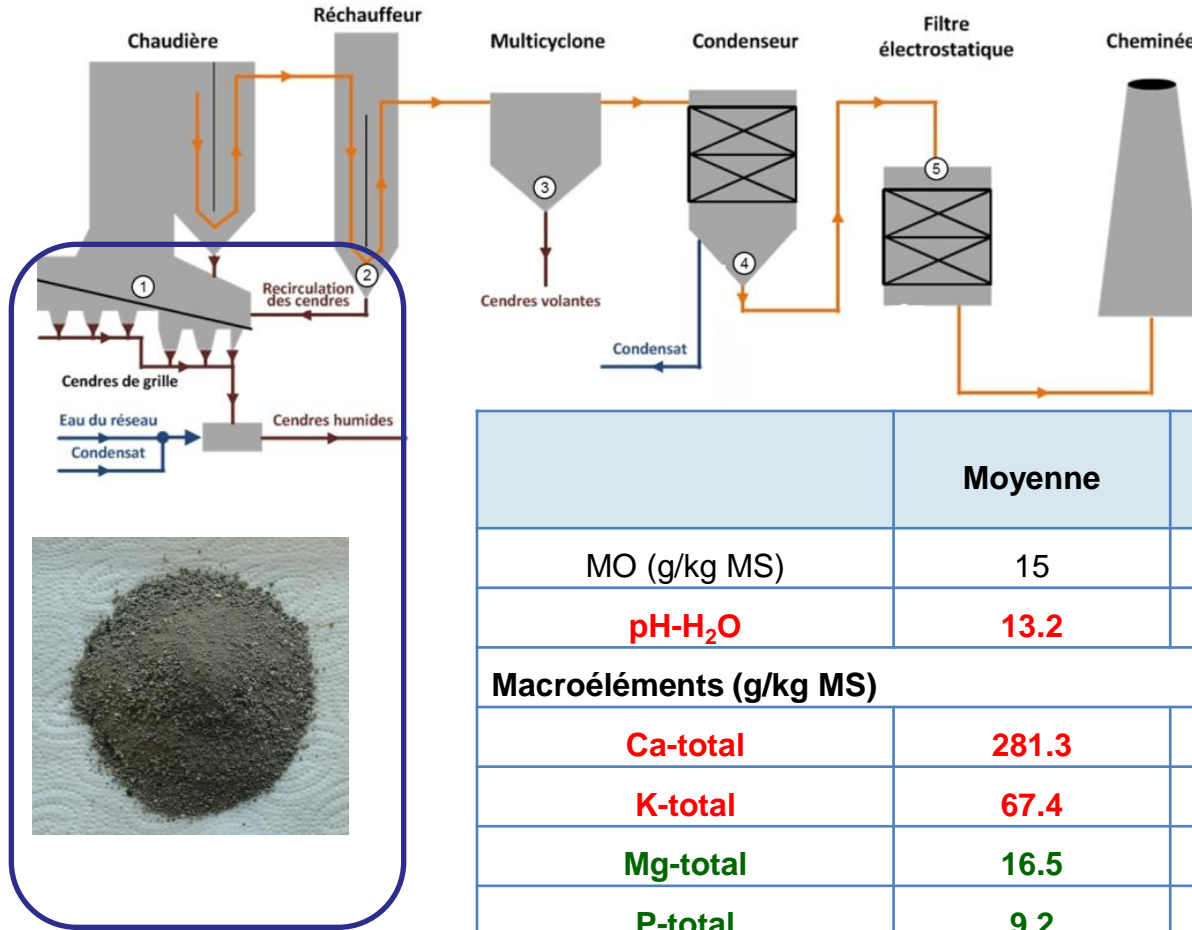 Chaudière
Réchauffeur
Multicyclone
Condenseur
Filtre
électrostatique
Cheminée
1
2
3
4
5
Recirculation
des cendres
Cendres volantes
Condensat
Cendres de grille
Eau du réseau
Condensat
Cendres humides
Moyenne
MO (g/kg MS) 15
pH-H₂O 13.2
Macroéléments (g/kg MS)
Ca-total 281.3
K-total 67.4
Mg-total 16.5
P-total 9.2